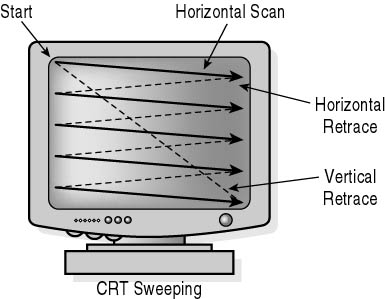 Start
Horizontal Scan
Horizontal
Retrace
Vertical
Retrace
CRT Sweeping